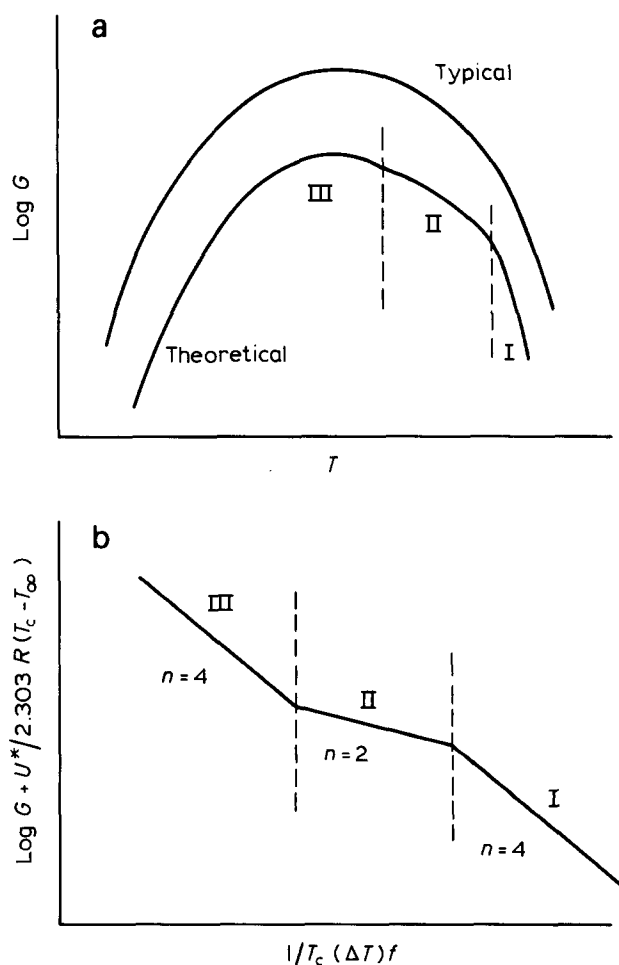 a
Typical
Log G
III
II
I
Theoretical
T
b
Log G + U*/2.303 R (Tc − T∞)
III
n = 4
II
n = 2
I
n = 4
1/Tc (ΔT)f